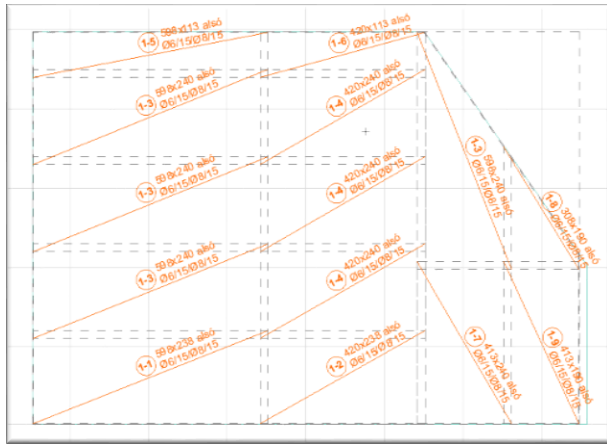 1-5 598x113 alsó
Ø6/15/Ø8/15
1-6 420x113 alsó
Ø6/15/Ø8/15
1-3 598x240 alsó
Ø6/15/Ø8/15
1-4 420x240 alsó
Ø6/15/Ø8/15
1-3 598x240 alsó
Ø6/15/Ø8/15
1-4 420x240 alsó
Ø6/15/Ø8/15
1-3 598x240 alsó
Ø6/15/Ø8/15
1-8 308x190 alsó
Ø6/15/Ø8/15
1-3 598x240 alsó
Ø6/15/Ø8/15
1-4 420x240 alsó
Ø6/15/Ø8/15
1-1 598x238 alsó
Ø6/15/Ø8/15
1-2 420x238 alsó
Ø6/15/Ø8/15
1-7 413x240 alsó
Ø6/15/Ø8/15
1-9 413x190 alsó
Ø6/15/Ø8/15